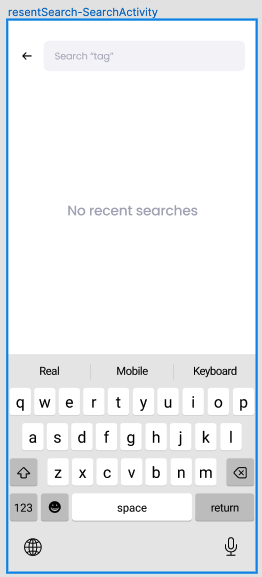 resentSearch-SearchActivity
Search “tag”
No recent searches
Real Mobile Keyboard
q w e r t y u i o p
a s d f g h j k l
z x c v b n m
123 space return